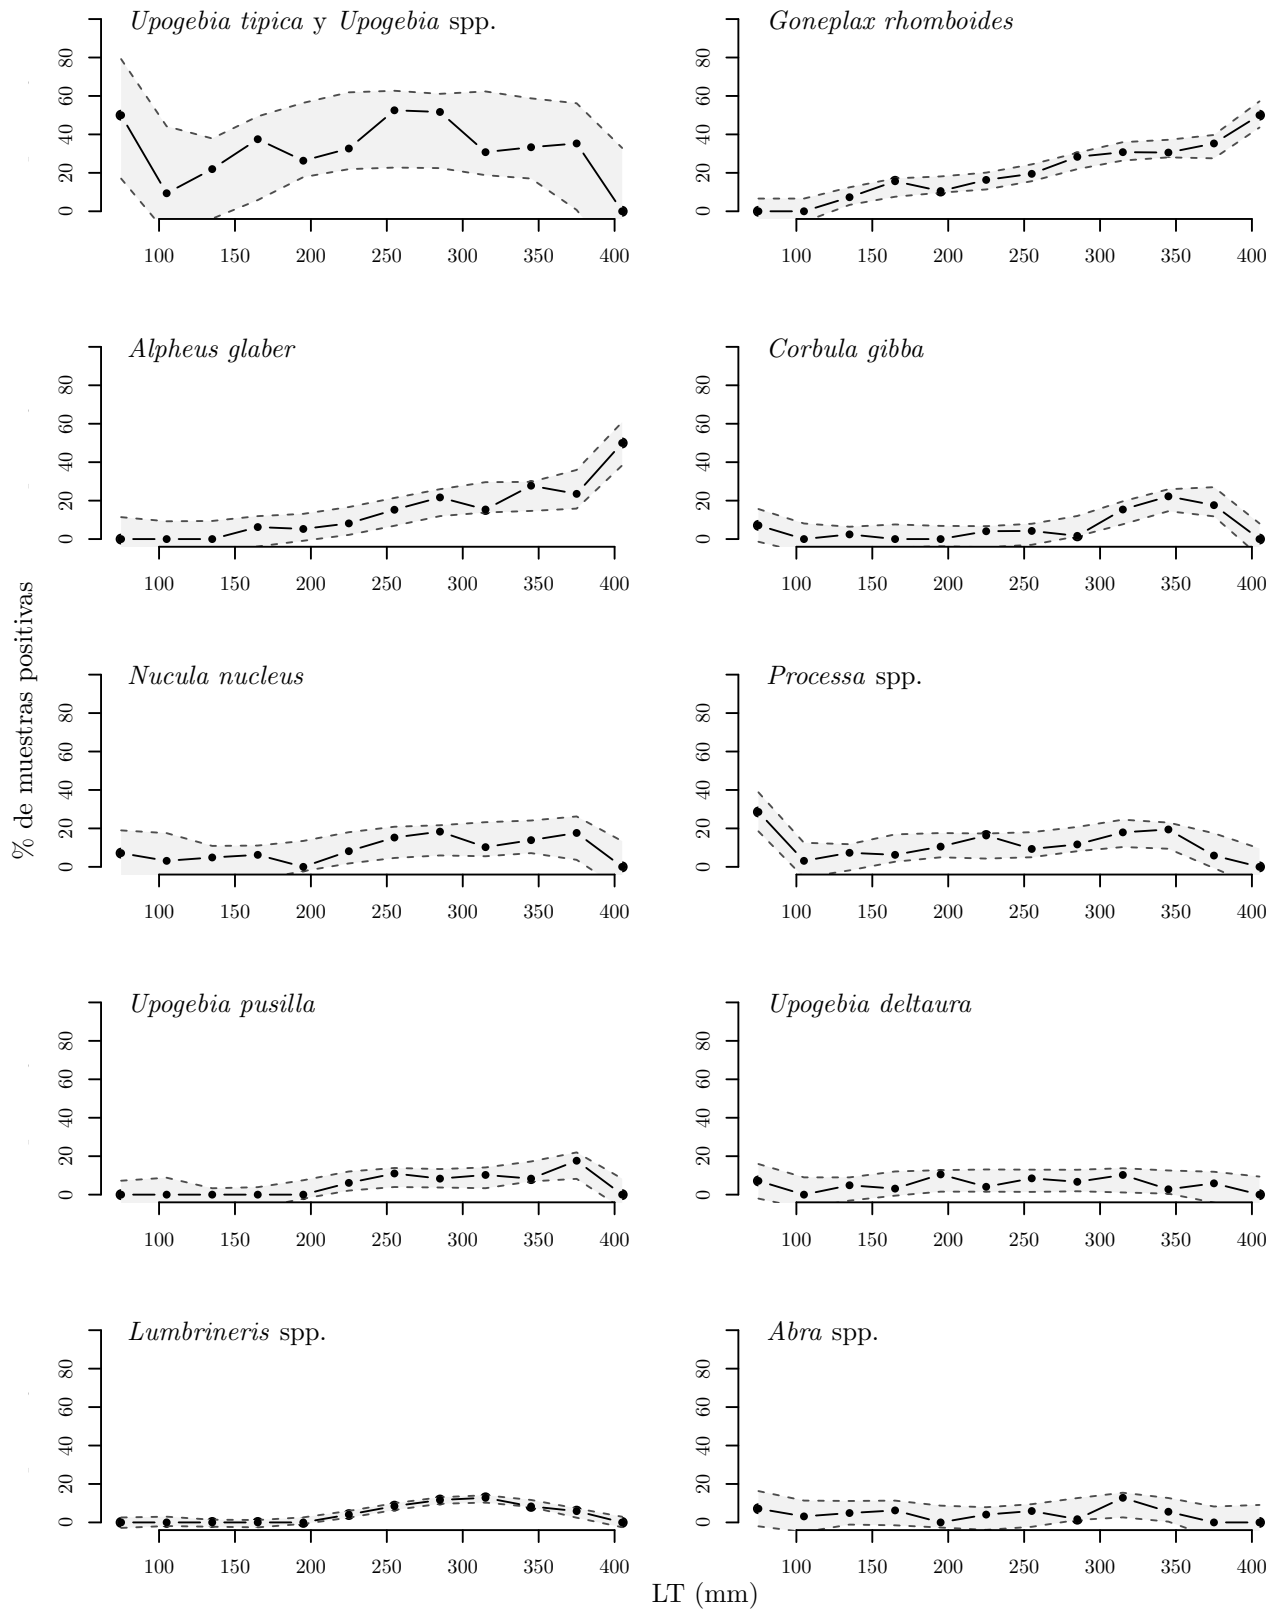 Upogebia tipica y Upogebia spp.
0 20 40 60 80
100 150 200 250 300 350 400
Goneplax rhomboides
0 20 40 60 80
100 150 200 250 300 350 400
Alpheus glaber
0 20 40 60 80
100 150 200 250 300 350 400
Corbula gibba
0 20 40 60 80
100 150 200 250 300 350 400
% de muestras positivas
Nucula nucleus
0 20 40 60 80
100 150 200 250 300 350 400
Processa spp.
0 20 40 60 80
100 150 200 250 300 350 400
Upogebia pusilla
0 20 40 60 80
100 150 200 250 300 350 400
Upogebia deltaura
0 20 40 60 80
100 150 200 250 300 350 400
Lumbrineris spp.
0 20 40 60 80
100 150 200 250 300 350 400
Abra spp.
0 20 40 60 80
100 150 200 250 300 350 400
LT (mm)